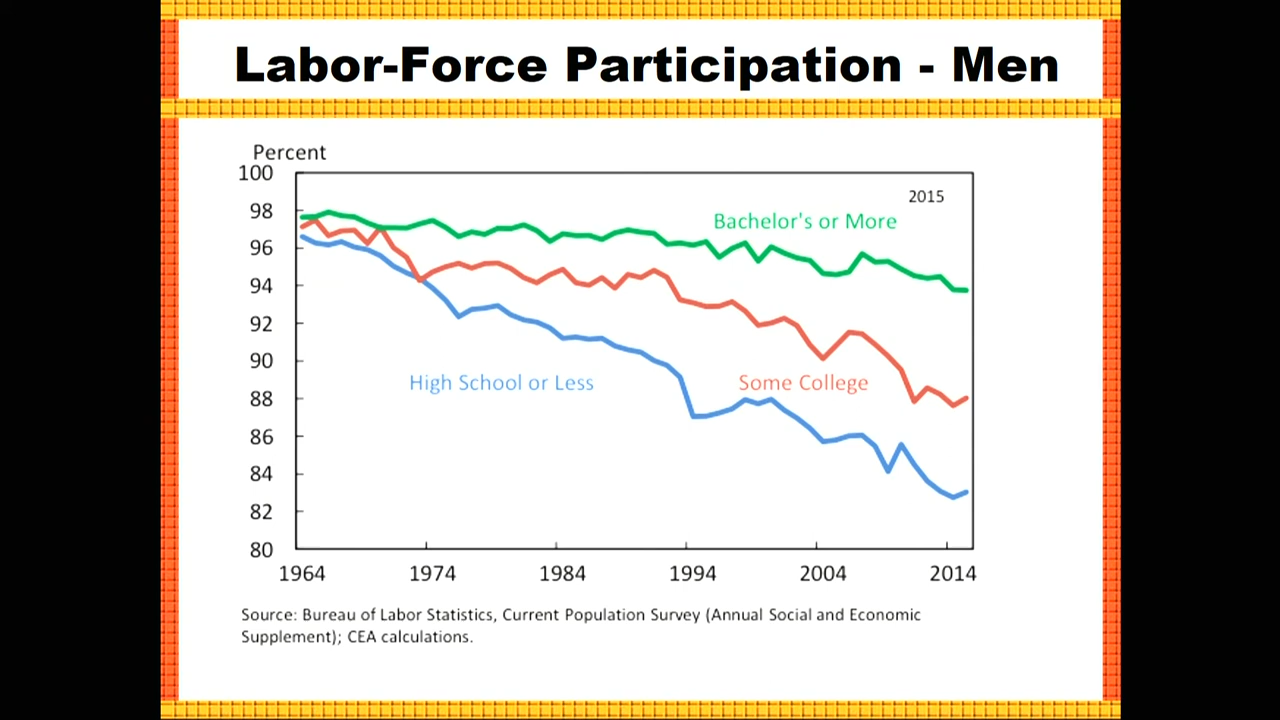 Labor-Force Participation - Men
Percent
100
2015
98
Bachelor's or More
96
94
92
90
High School or Less
Some College
88
86
84
82
80
1964 1974 1984 1994 2004 2014
Source: Bureau of Labor Statistics, Current Population Survey (Annual Social and Economic
Supplement); CEA calculations.